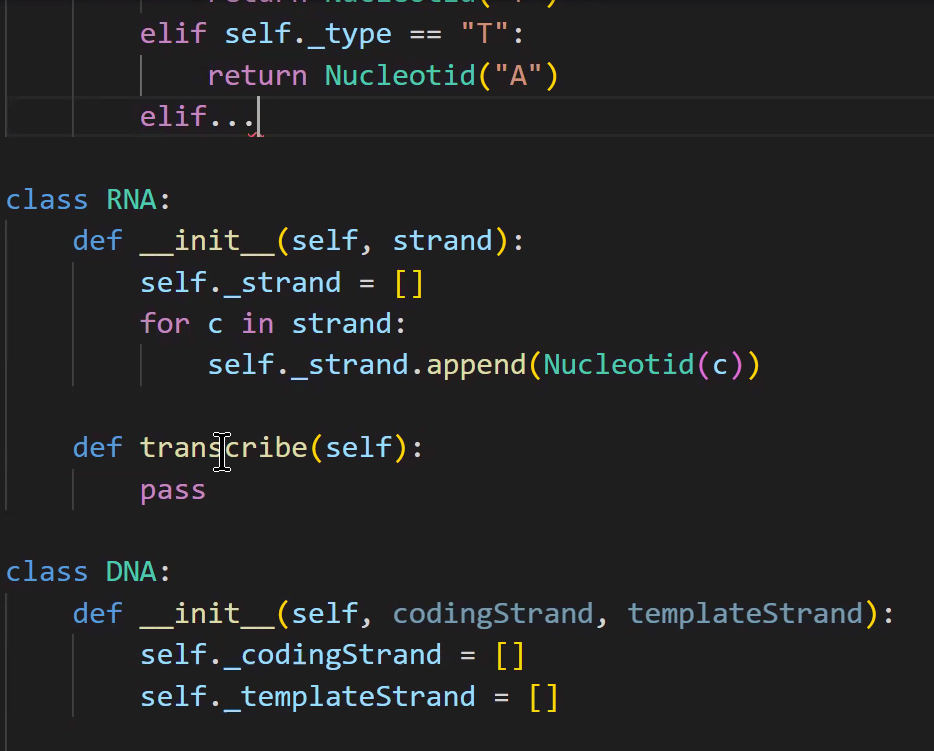 elif self._type == "T":
return Nucleotid("A")
elif...
class RNA:
def __init__(self, strand):
self._strand = []
for c in strand:
self._strand.append(Nucleotid(c))
def transcribe(self):
pass
class DNA:
def __init__(self, codingStrand, templateStrand):
self._codingStrand = []
self._templateStrand = []